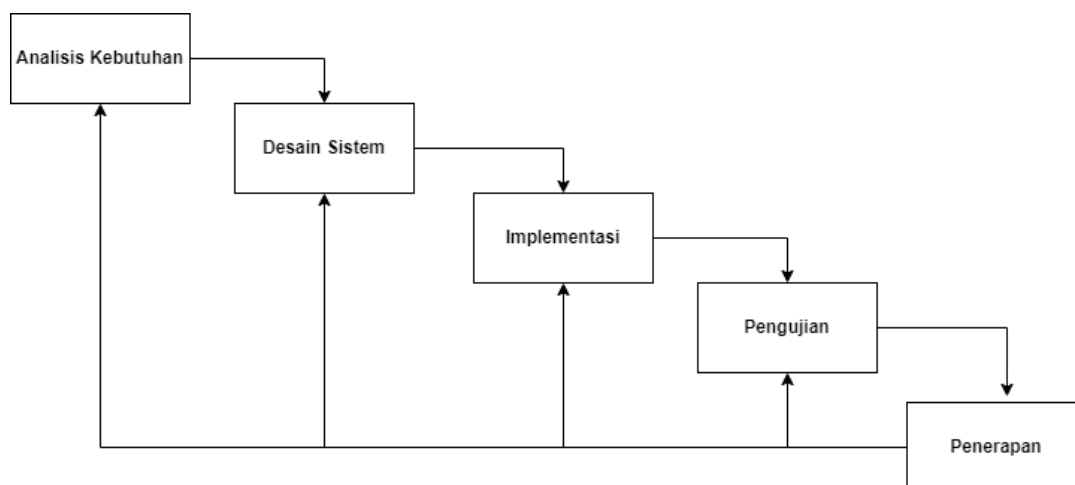 Analisis Kebutuhan
Desain Sistem
Implementasi
Pengujian
Penerapan